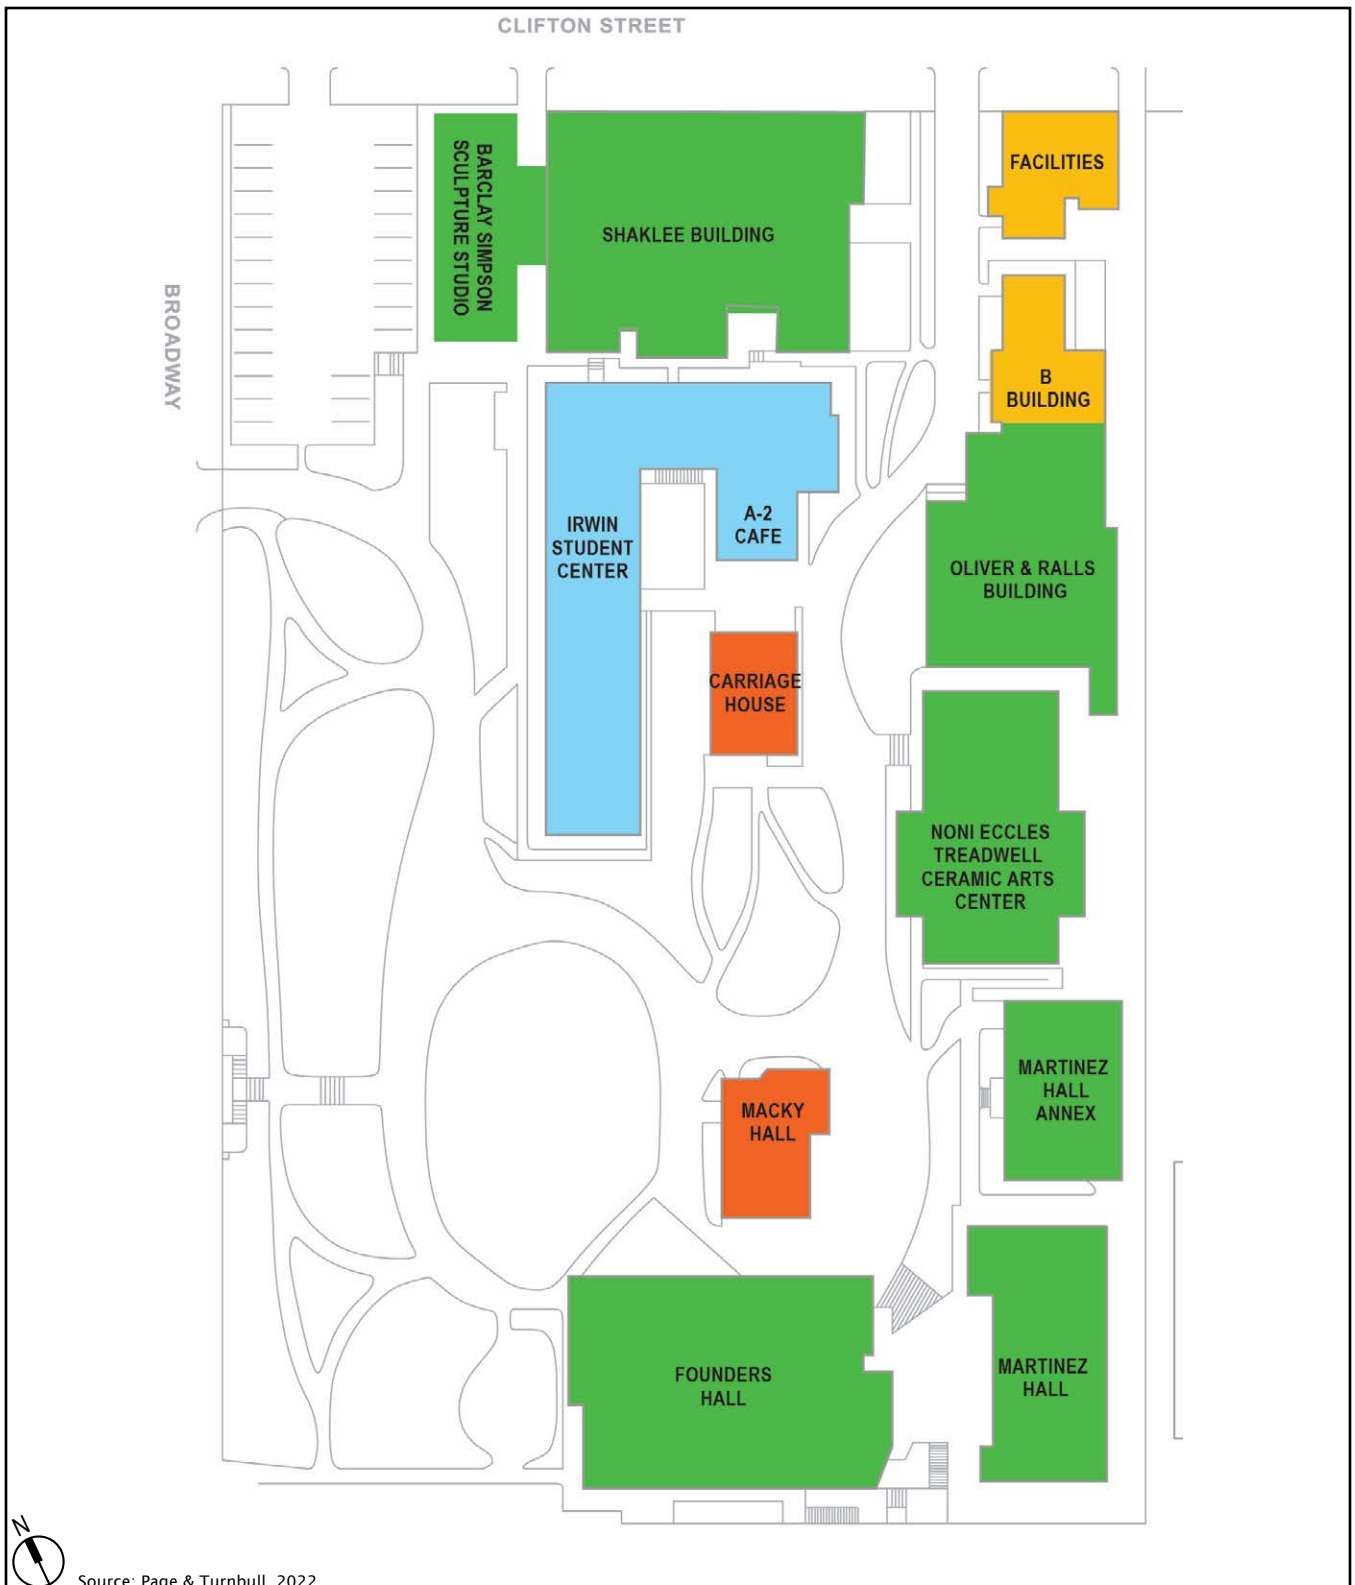 CLIFTON STREET
BROADWAY
BARCLAY SIMPSON
SCULPTURE STUDIO
SHAKLEE BUILDING
FACILITIES
B
BUILDING
IRWIN
STUDENT
CENTER
A-2
CAFE
OLIVER & RALLS
BUILDING
CARRIAGE
HOUSE
NONI ECCLES
TREADWELL
CERAMIC ARTS
CENTER
MARTINEZ
HALL
ANNEX
MACKY
HALL
FOUNDERS
HALL
MARTINEZ
HALL
N
Source: Page & Turnbull, 2022